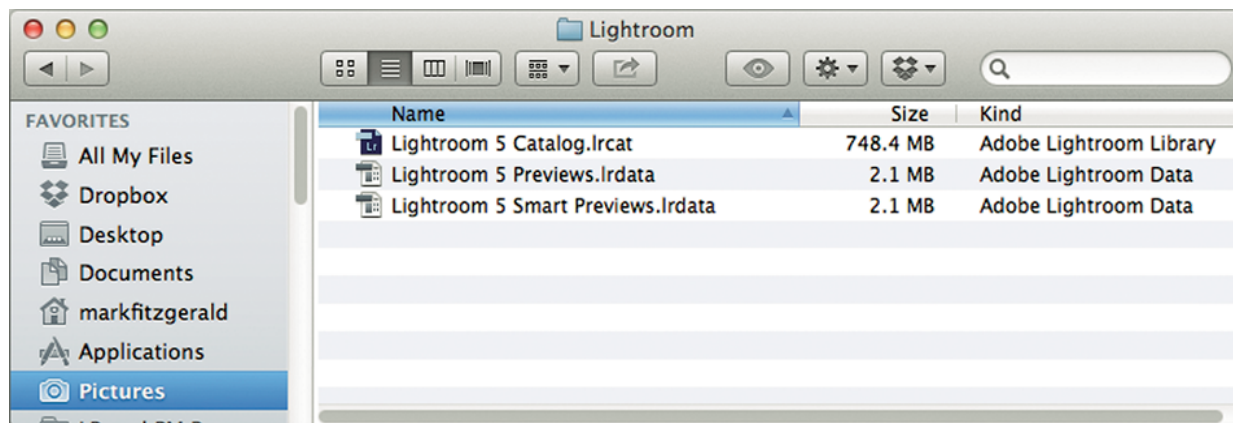 Lightroom
FAVORITES
All My Files
Dropbox
Desktop
Documents
markfitzgerald
Applications
Pictures
Name Size Kind
Lr Lightroom 5 Catalog.lrcat 748.4 MB Adobe Lightroom Library
Lightroom 5 Previews.lrdata 2.1 MB Adobe Lightroom Data
Lightroom 5 Smart Previews.lrdata 2.1 MB Adobe Lightroom Data